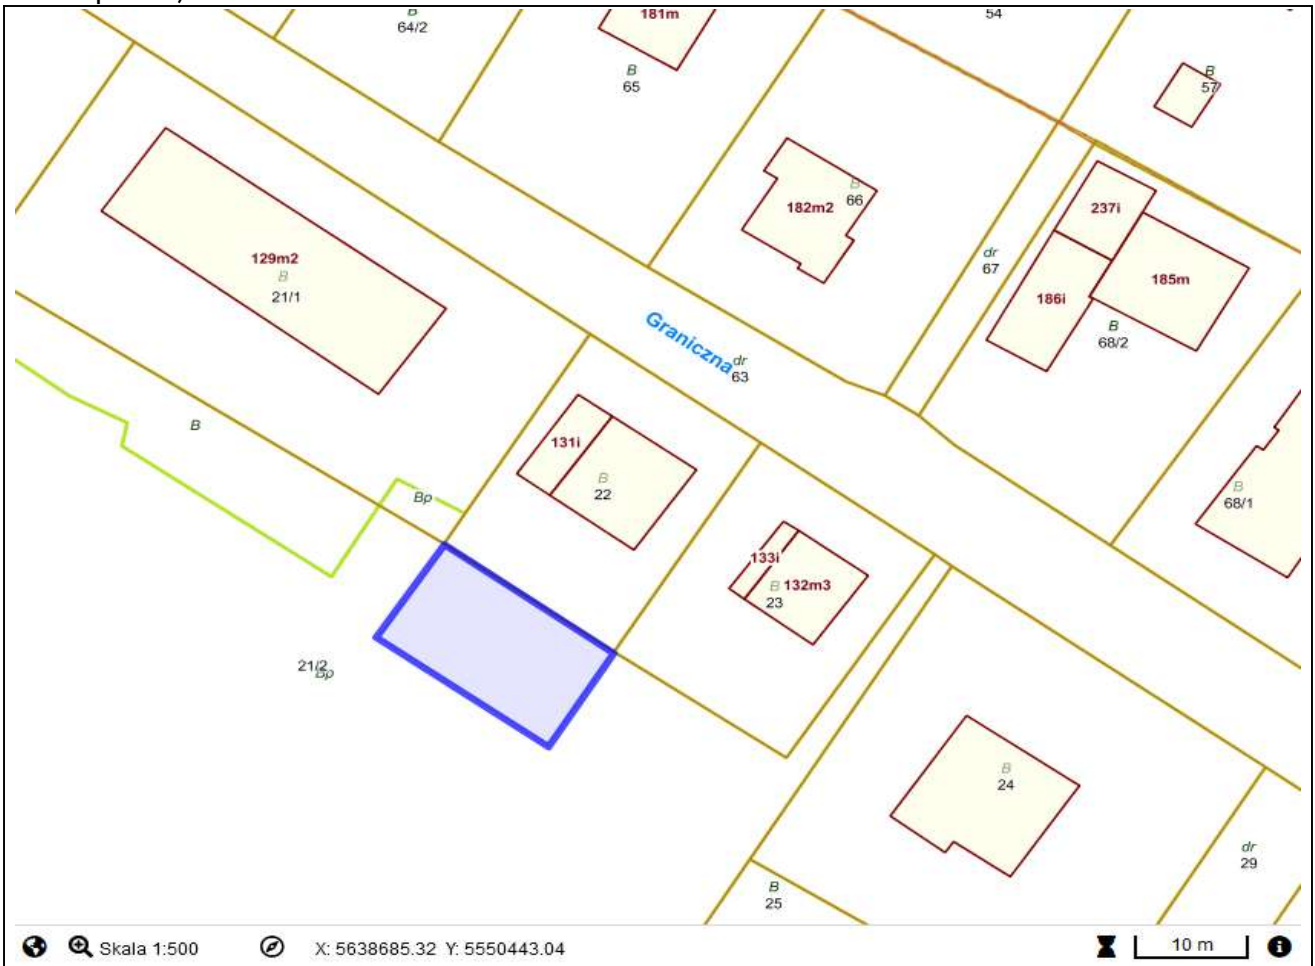 B
64/2
181m
B
65
54
B
57
182m2
B
66
237i
dr
67
185m
186i
B
68/2
129m2
B
21/1
Graniczna
dr
63
B
131i
B
22
Bp
B
68/1
133i
132m3
B
23
21/2
Bp
B
24
dr
29
B
25
Skala 1:500
X: 5638685.32 Y: 5550443.04
10 m